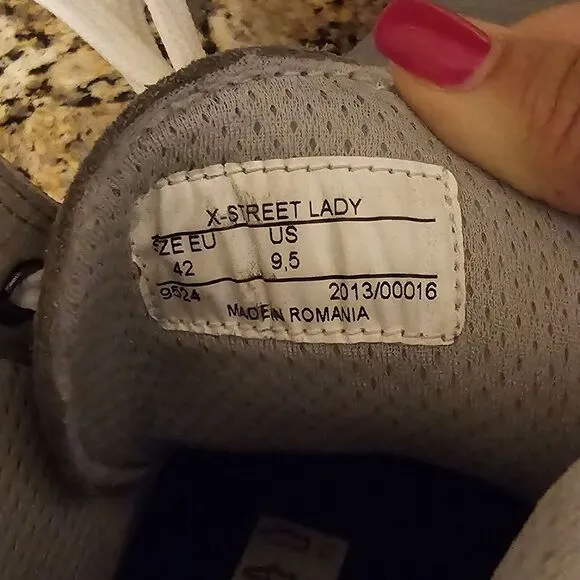 X-STREET LADY
SIZE EU US
42 9,5
9524 2013/00016
MADE IN ROMANIA